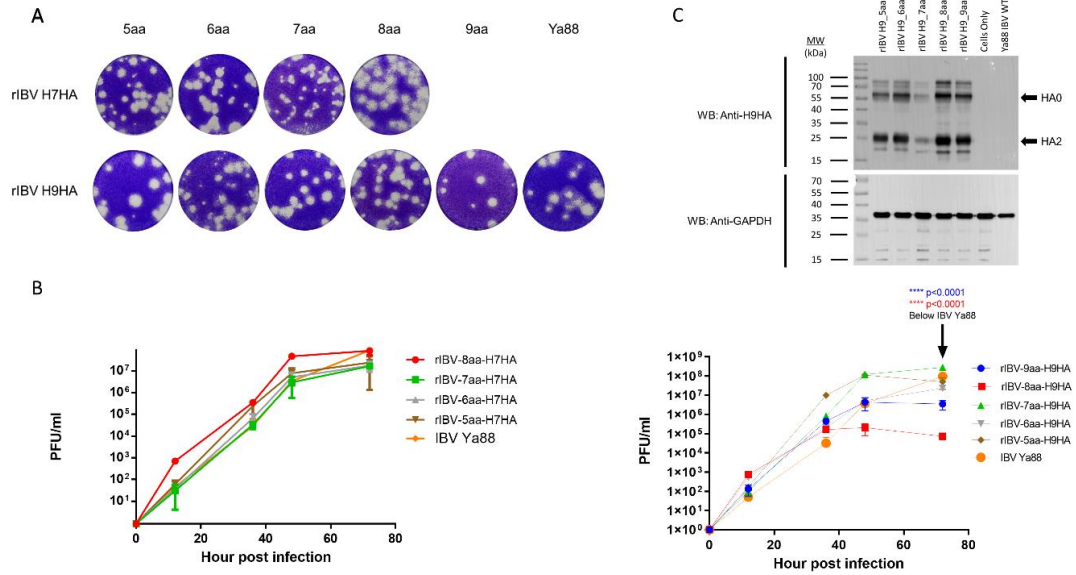 A
5aa 6aa 7aa 8aa 9aa Ya88
rIBV H7HA
rIBV H9HA
C
MW
(kDa)
rIBV H9_5aa
rIBV H9_6aa
rIBV H9_7aa
rIBV H9_8aa
rIBV H9_9aa
Cells Only
Ya88 IBV WT
WB: Anti-H9HA
100
70
55
35
25
15
HA0
HA2
WB: Anti-GAPDH
70
55
40
35
25
15
B
PFU/ml
10⁷
10⁶
10⁵
10⁴
10³
10²
10¹
0 20 40 60 80
Hour post infection
rIBV-8aa-H7HA
rIBV-7aa-H7HA
rIBV-6aa-H7HA
rIBV-5aa-H7HA
IBV Ya88
**** p<0.0001
**** p<0.0001
Below IBV Ya88
PFU/ml
1×10⁹
1×10⁸
1×10⁷
1×10⁶
1×10⁵
1×10⁴
1×10³
1×10²
1×10¹
1×10⁰
0 20 40 60 80
Hour post infection
rIBV-9aa-H9HA
rIBV-8aa-H9HA
rIBV-7aa-H9HA
rIBV-6aa-H9HA
rIBV-5aa-H9HA
IBV Ya88